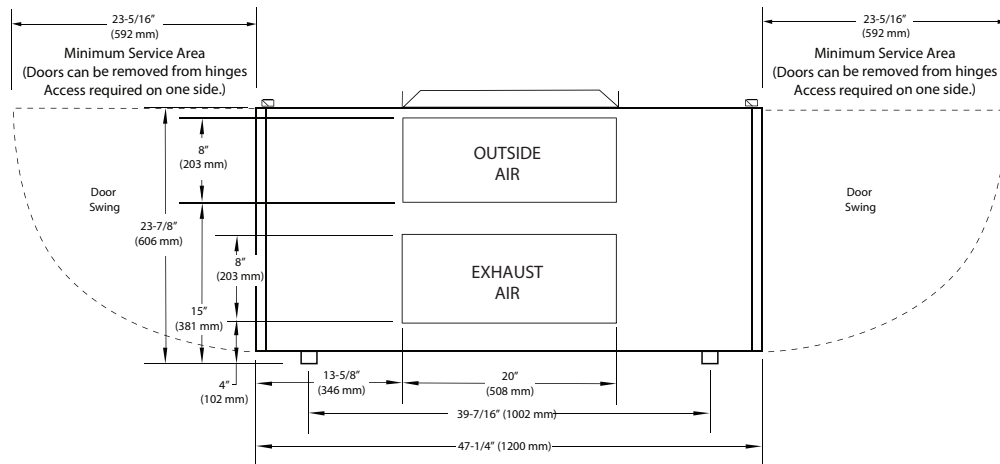 23-5/16"
(592 mm)
Minimum Service Area
(Doors can be removed from hinges
Access required on one side.)
23-5/16"
(592 mm)
Minimum Service Area
(Doors can be removed from hinges
Access required on one side.)
8"
(203 mm)
OUTSIDE
AIR
Door
Swing
Door
Swing
23-7/8"
(606 mm)
8"
(203 mm)
EXHAUST
AIR
15"
(381 mm)
4"
(102 mm)
13-5/8"
(346 mm)
20"
(508 mm)
39-7/16" (1002 mm)
47-1/4" (1200 mm)